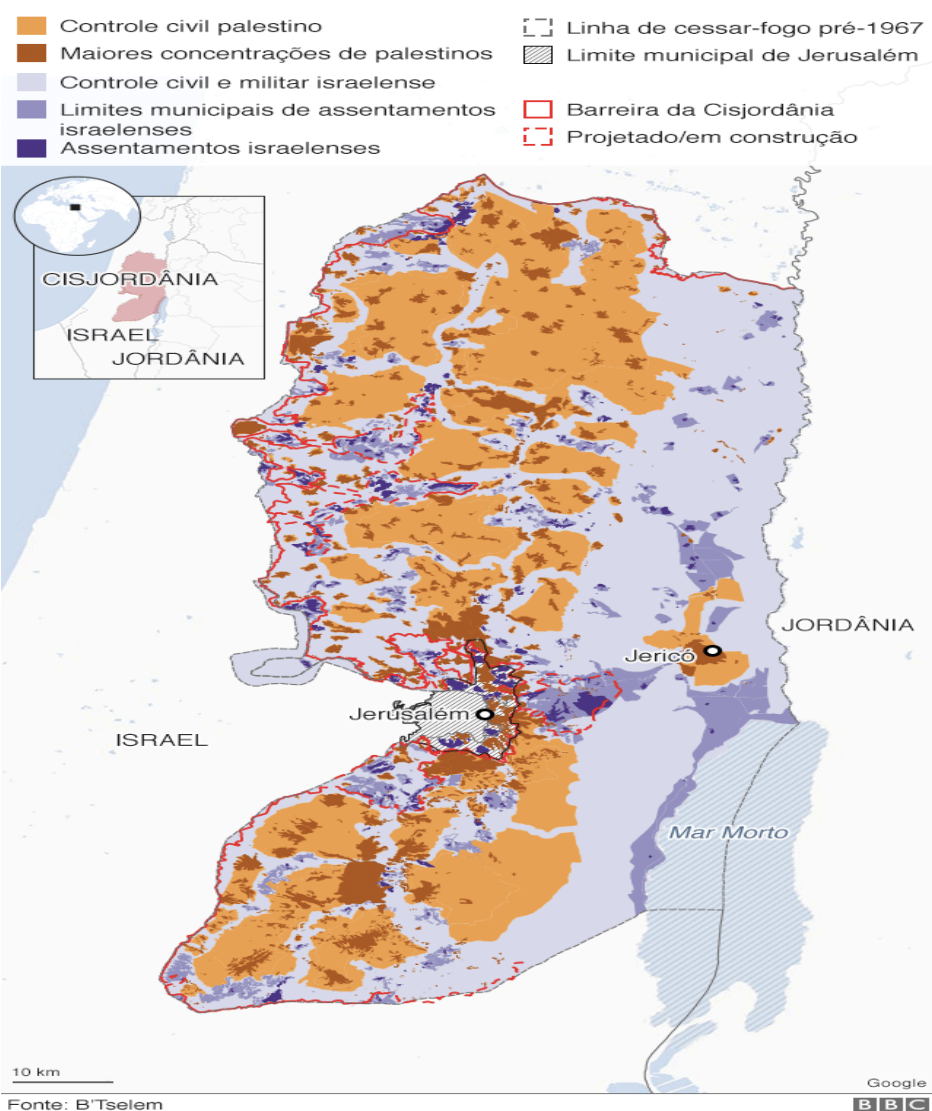 Controle civil palestino
Maiores concentrações de palestinos
Controle civil e militar israelense
Limites municipais de assentamentos
israelenses
Assentamentos israelenses
Linha de cessar-fogo pré-1967
Limite municipal de Jerusalém
Barreira da Cisjordânia
Projetado/em construção
CISJORDÂNIA
ISRAEL
JORDÂNIA
JORDÂNIA
Jericó
Jerusalém
ISRAEL
Mar Morto
10 km
Google
Fonte: B'Tselem
BBC